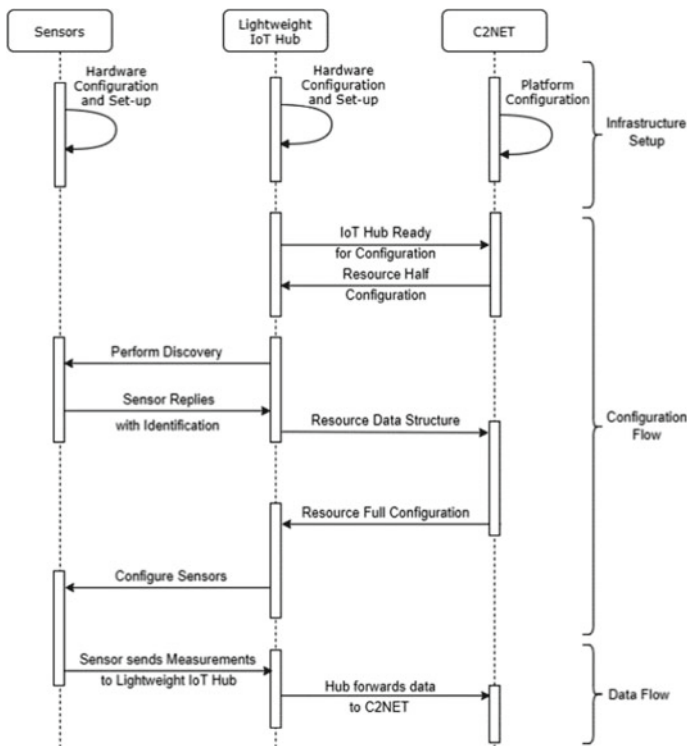 Sensors
Lightweight
IoT Hub
C2NET
Hardware
Configuration
and Set-up
Hardware
Configuration
and Set-up
Platform
Configuration
Infrastructure
Setup
IoT Hub Ready
for Configuration
Resource Half
Configuration
Perform Discovery
Sensor Replies
with Identification
Resource Data Structure
Configuration
Flow
Resource Full Configuration
Configure Sensors
Sensor sends Measurements
to Lightweight IoT Hub
Hub forwards data
to C2NET
Data Flow